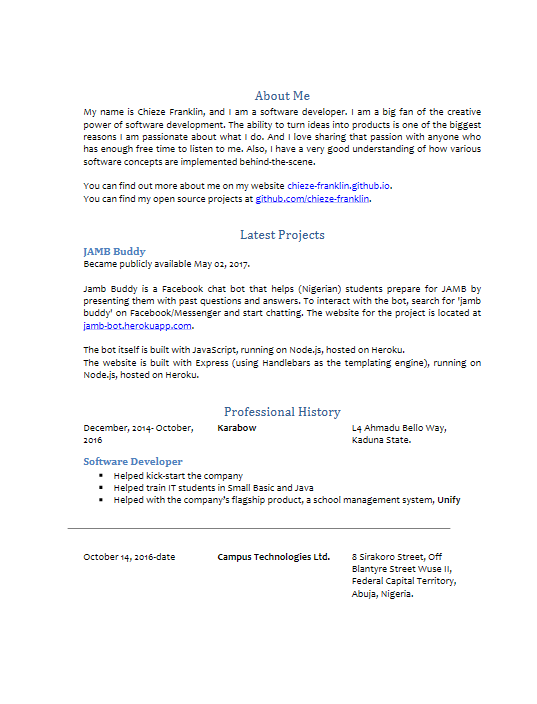 About Me
My name is Chieze Franklin, and I am a software developer. I am a big fan of the creative
power of software development. The ability to turn ideas into products is one of the biggest
reasons I am passionate about what I do. And I love sharing that passion with anyone who
has enough free time to listen to me. Also, I have a very good understanding of how various
software concepts are implemented behind-the-scene.
You can find out more about me on my website chieze-franklin.github.io.
You can find my open source projects at github.com/chieze-franklin.
Latest Projects
JAMB Buddy
Became publicly available May 02, 2017.
Jamb Buddy is a Facebook chat bot that helps (Nigerian) students prepare for JAMB by
presenting them with past questions and answers. To interact with the bot, search for 'jamb
buddy' on Facebook/Messenger and start chatting. The website for the project is located at
jamb-bot.herokuapp.com.
The bot itself is built with JavaScript, running on Node.js, hosted on Heroku.
The website is built with Express (using Handlebars as the templating engine), running on
Node.js, hosted on Heroku.
Professional History
December, 2014- October, Karabow L4 Ahmadu Bello Way,
2016 Kaduna State.
Software Developer
▪ Helped kick-start the company
▪ Helped train IT students in Small Basic and Java
▪ Helped with the company's flagship product, a school management system, Unify
October 14, 2016-date Campus Technologies Ltd. 8 Sirakoro Street, Off
Blantyre Street Wuse II,
Federal Capital Territory,
Abuja, Nigeria.